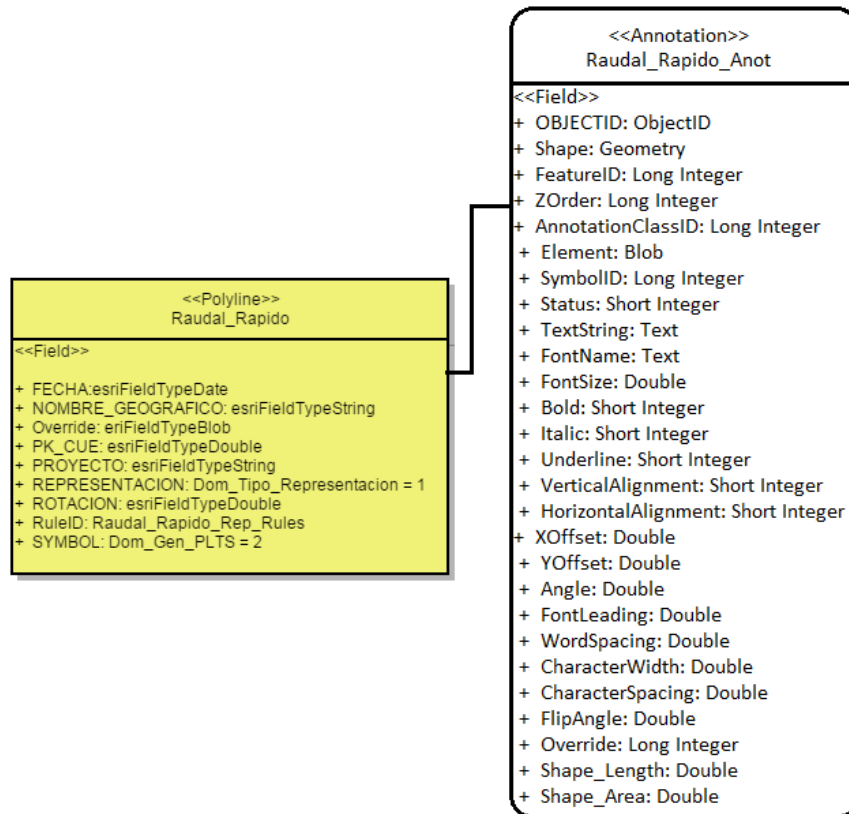 <<Annotation>>
Raudal_Rapido_Anot
<<Field>>
+ OBJECTID: ObjectID
+ Shape: Geometry
+ FeatureID: Long Integer
+ ZOrder: Long Integer
+ AnnotationClassID: Long Integer
+ Element: Blob
+ SymbolID: Long Integer
+ Status: Short Integer
+ TextString: Text
+ FontName: Text
+ FontSize: Double
+ Bold: Short Integer
+ Italic: Short Integer
+ Underline: Short Integer
+ VerticalAlignment: Short Integer
+ HorizontalAlignment: Short Integer
+ XOffset: Double
+ YOffset: Double
+ Angle: Double
+ FontLeading: Double
+ WordSpacing: Double
+ CharacterWidth: Double
+ CharacterSpacing: Double
+ FlipAngle: Double
+ Override: Long Integer
+ Shape_Length: Double
+ Shape_Area: Double
<<Polyline>>
Raudal_Rapido
<<Field>>
+ FECHA:esriFieldTypeDate
+ NOMBRE_GEOGRAFICO: esriFieldTypeString
+ Override: eriFieldTypeBlob
+ PK_CUE: esriFieldTypeDouble
+ PROYECTO: esriFieldTypeString
+ REPRESENTACION: Dom_Tipo_Representacion = 1
+ ROTACION: esriFieldTypeDouble
+ RuleID: Raudal_Rapido_Rep_Rules
+ SYMBOL: Dom_Gen_PLTS = 2